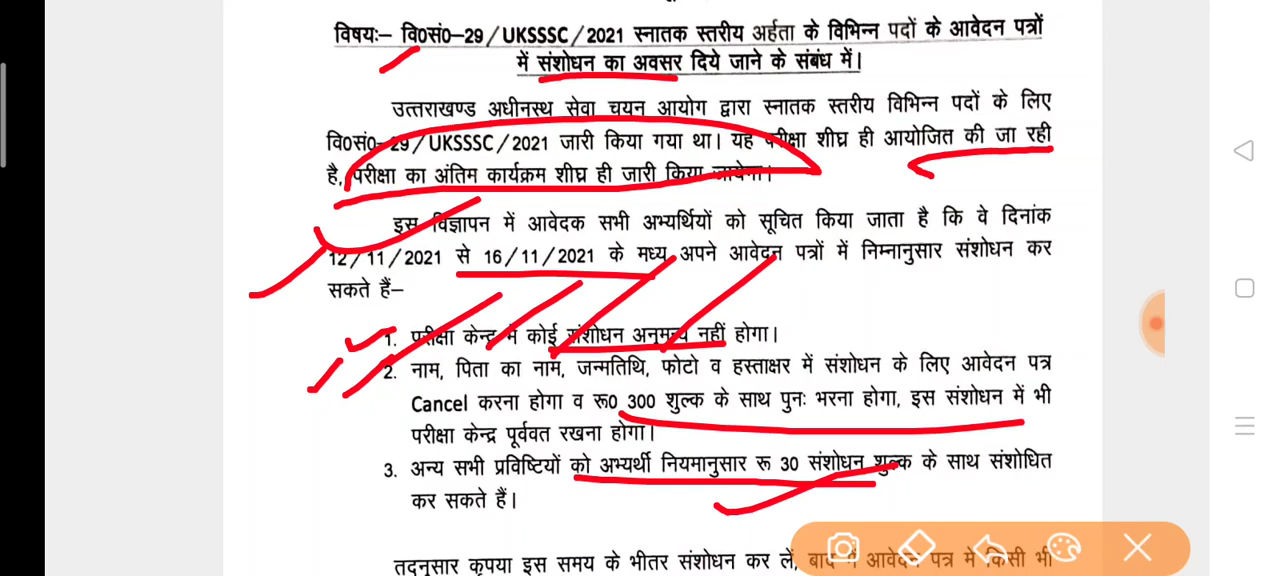 विषयः– वि0सं0–29/UKSSSC/2021 स्नातक स्तरीय अर्हता के विभिन्न पदों के आवेदन पत्रों
में संशोधन का अवसर दिये जाने के संबंध में।
उत्तराखण्ड अधीनस्थ सेवा चयन आयोग द्वारा स्नातक स्तरीय विभिन्न पदों के लिए
वि0सं0–29/UKSSSC/2021 जारी किया गया था। यह परीक्षा शीघ्र ही आयोजित की जा रही
है, परीक्षा का अंतिम कार्यक्रम शीघ्र ही जारी किया जायेगा।
इस विज्ञापन में आवेदक सभी अभ्यर्थियों को सूचित किया जाता है कि वे दिनांक
12/11/2021 से 16/11/2021 के मध्य अपने आवेदन पत्रों में निम्नानुसार संशोधन कर
सकते हैं–
1. परीक्षा केन्द्र में कोई संशोधन अनुमन्य नहीं होगा।
2. नाम, पिता का नाम, जन्मतिथि, फोटो व हस्ताक्षर में संशोधन के लिए आवेदन पत्र
Cancel करना होगा व रू0 300 शुल्क के साथ पुनः भरना होगा, इस संशोधन में भी
परीक्षा केन्द्र पूर्ववत रखना होगा।
3. अन्य सभी प्रविष्टियों को अभ्यर्थी नियमानुसार रू 30 संशोधन शुल्क के साथ संशोधित
कर सकते हैं।
तदनुसार कृपया इस समय के भीतर संशोधन कर लें, बाद में आवेदन पत्र मे किसी भी